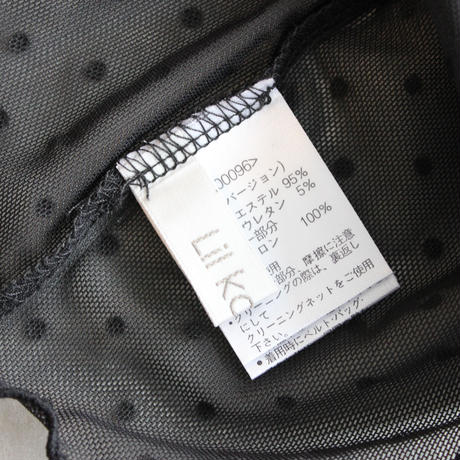 00096>
バージョン)
エステル 95%
ウレタン 5%
部分
ロン 100%
用
部分、摩擦に注意
•クリーニングの際は、裏返し
にして
クリーニングネットをご使用
下さい。
•着用時にベルト・バッグ・